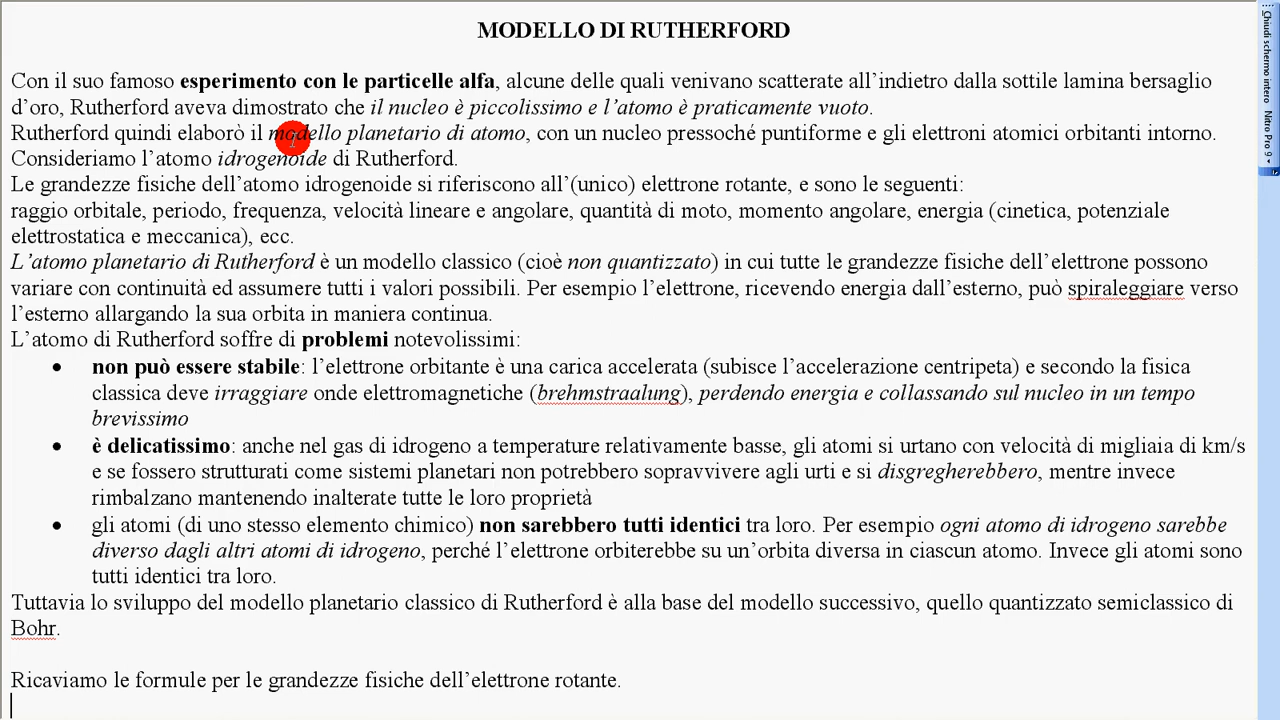 MODELLO DI RUTHERFORD
Con il suo famoso esperimento con le particelle alfa, alcune delle quali venivano scatterate all’indietro dalla sottile lamina bersaglio
d’oro, Rutherford aveva dimostrato che il nucleo è piccolissimo e l’atomo è praticamente vuoto.
Rutherford quindi elaborò il modello planetario di atomo, con un nucleo pressoché puntiforme e gli elettroni atomici orbitanti intorno.
Consideriamo l’atomo idrogenoide di Rutherford.
Le grandezze fisiche dell’atomo idrogenoide si riferiscono all’(unico) elettrone rotante, e sono le seguenti:
raggio orbitale, periodo, frequenza, velocità lineare e angolare, quantità di moto, momento angolare, energia (cinetica, potenziale
elettrostatica e meccanica), ecc.
L’atomo planetario di Rutherford è un modello classico (cioè non quantizzato) in cui tutte le grandezze fisiche dell’elettrone possono
variare con continuità ed assumere tutti i valori possibili. Per esempio l’elettrone, ricevendo energia dall’esterno, può spiraleggiare verso
l’esterno allargando la sua orbita in maniera continua.
L’atomo di Rutherford soffre di problemi notevolissimi:
• non può essere stabile: l’elettrone orbitante è una carica accelerata (subisce l’accelerazione centripeta) e secondo la fisica
classica deve irraggiare onde elettromagnetiche (brehmstraalung), perdendo energia e collassando sul nucleo in un tempo
brevissimo
• è delicatissimo: anche nel gas di idrogeno a temperature relativamente basse, gli atomi si urtano con velocità di migliaia di km/s
e se fossero strutturati come sistemi planetari non potrebbero sopravvivere agli urti e si disgregherebbero, mentre invece
rimbalzano mantenendo inalterate tutte le loro proprietà
• gli atomi (di uno stesso elemento chimico) non sarebbero tutti identici tra loro. Per esempio ogni atomo di idrogeno sarebbe
diverso dagli altri atomi di idrogeno, perché l’elettrone orbiterebbe su un’orbita diversa in ciascun atomo. Invece gli atomi sono
tutti identici tra loro.
Tuttavia lo sviluppo del modello planetario classico di Rutherford è alla base del modello successivo, quello quantizzato semiclassico di
Bohr.
Ricaviamo le formule per le grandezze fisiche dell’elettrone rotante.
Chiudi schermo intero Nitro Pro 9